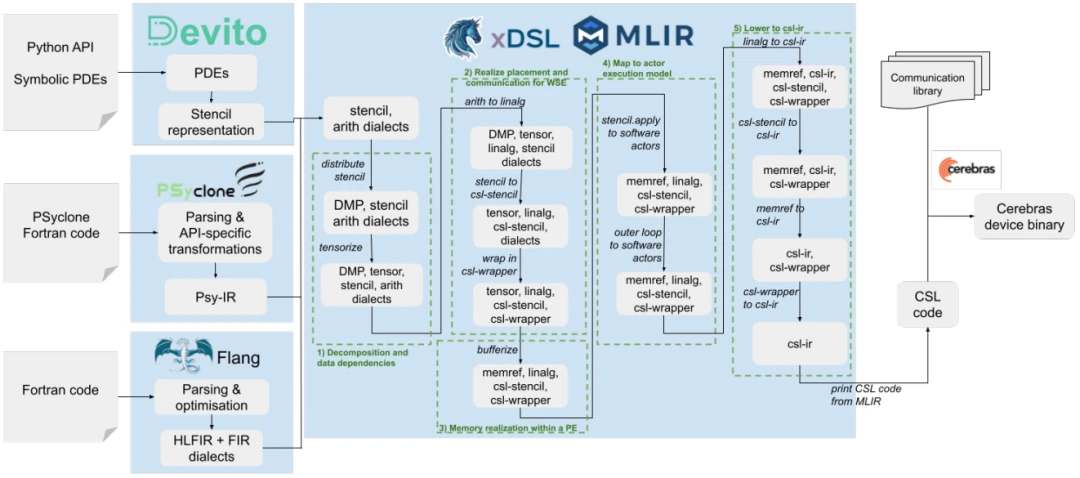 Python API
Symbolic PDEs
Devito
PDEs
Stencil
representation
PSyclone
Fortran code
PSyclone
Parsing &
API-specific
transformations
Psy-IR
Fortran code
Flang
Parsing &
optimisation
HLFIR + FIR
dialects
xDSL
MLIR
stencil,
arith dialects
distribute
stencil
DMP, stencil
arith dialects
tensorize
DMP, tensor,
stencil, arith
dialects
1) Decomposition and
data dependencies
2) Realize placement and
communication for WSE
arith to linalg
DMP, tensor,
linalg, stencil
dialects
stencil to
csl-stencil
tensor, linalg,
csl-stencil,
dialects
wrap in
csl-wrapper
tensor, linalg,
csl-stencil,
csl-wrapper
bufferize
memref, linalg,
csl-stencil,
csl-wrapper
3) Memory realization within a PE
4) Map to actor
execution model
stencil.apply
to software
actors
memref, linalg,
csl-stencil,
csl-wrapper
outer loop
to software
actors
memref, linalg,
csl-stencil,
csl-wrapper
5) Lower to csl-ir
linalg to csl-ir
memref, csl-ir,
csl-stencil,
csl-wrapper
csl-stencil to
csl-ir
memref, csl-ir,
csl-wrapper
memref to
csl-ir
csl-ir,
csl-wrapper
csl-wrapper
to csl-ir
csl-ir
print CSL code
from MLIR
Communication
library
cerebras
Cerebras
device binary
CSL
code